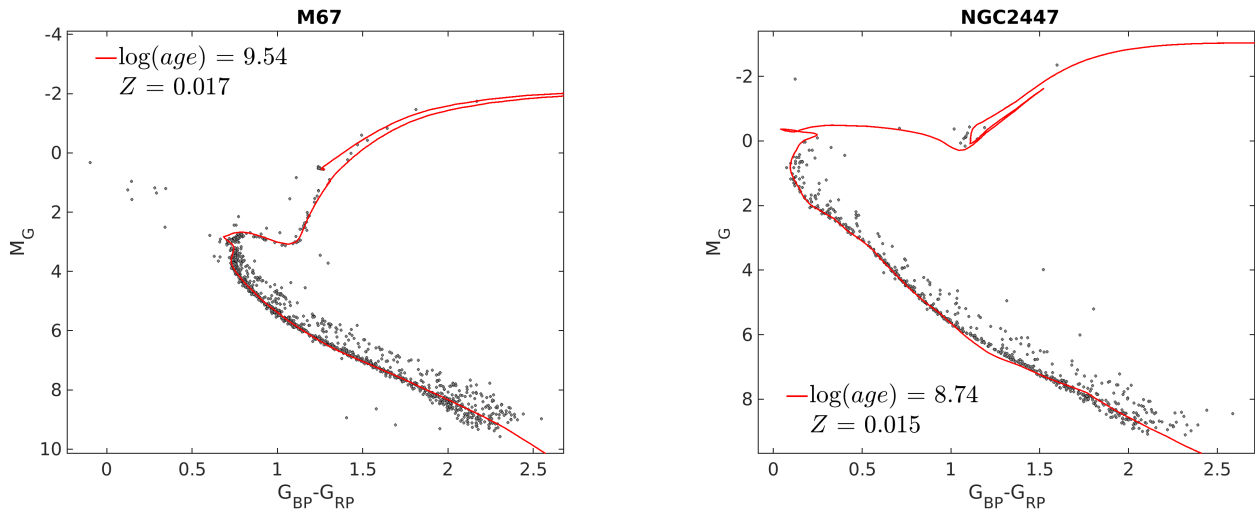 M67
-4
-2
0
2
4
6
8
10
M_G
0
0.5
1
1.5
2
2.5
G_BP-G_RP
log(age) = 9.54
Z = 0.017
NGC2447
-2
0
2
4
6
8
M_G
0
0.5
1
1.5
2
2.5
G_BP-G_RP
log(age) = 8.74
Z = 0.015